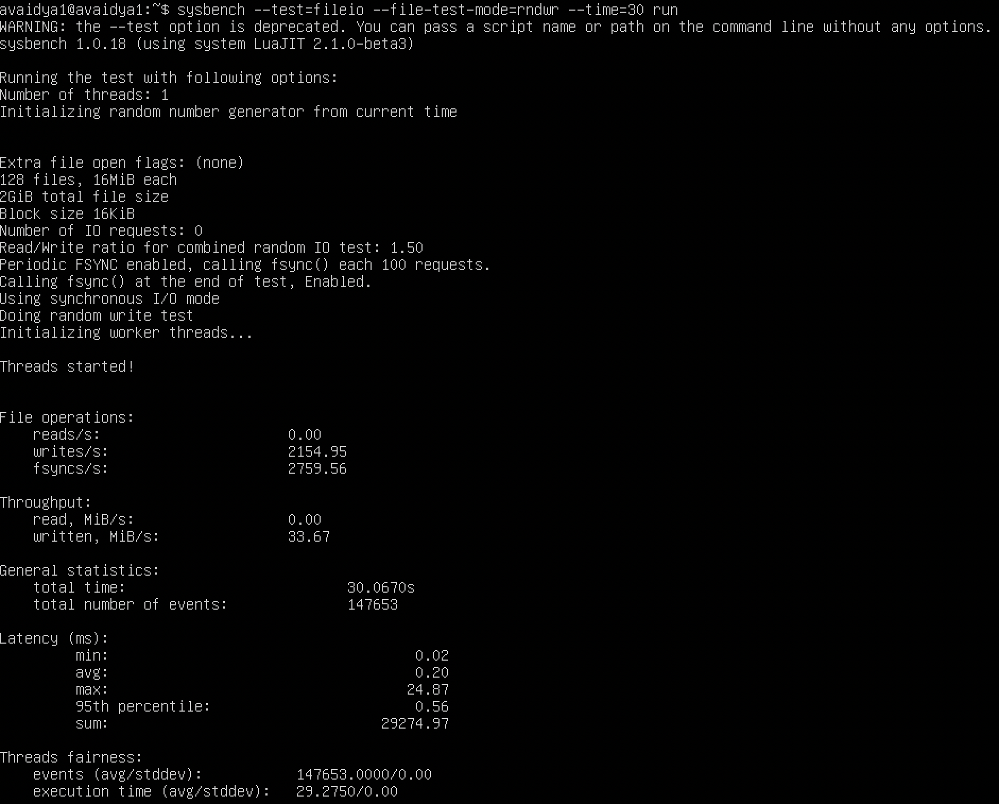 avaidya1@avaidya1:~$ sysbench --test=fileio --file-test-mode=rndwr --time=30 run
WARNING: the --test option is deprecated. You can pass a script name or path on the command line without any options.
sysbench 1.0.18 (using system LuaJIT 2.1.0-beta3)
Running the test with following options:
Number of threads: 1
Initializing random number generator from current time
Extra file open flags: (none)
128 files, 16MiB each
2GiB total file size
Block size 16KiB
Number of IO requests: 0
Read/Write ratio for combined random IO test: 1.50
Periodic FSYNC enabled, calling fsync() each 100 requests.
Calling fsync() at the end of test, Enabled.
Using synchronous I/O mode
Doing random write test
Initializing worker threads...
Threads started!
File operations:
reads/s: 0.00
writes/s: 2154.95
fsyncs/s: 2759.56
Throughput:
read, MiB/s: 0.00
written, MiB/s: 33.67
General statistics:
total time: 30.0670s
total number of events: 147653
Latency (ms):
min: 0.02
avg: 0.20
max: 24.87
95th percentile: 0.56
sum: 29274.97
Threads fairness:
events (avg/stddev): 147653.0000/0.00
execution time (avg/stddev): 29.2750/0.00